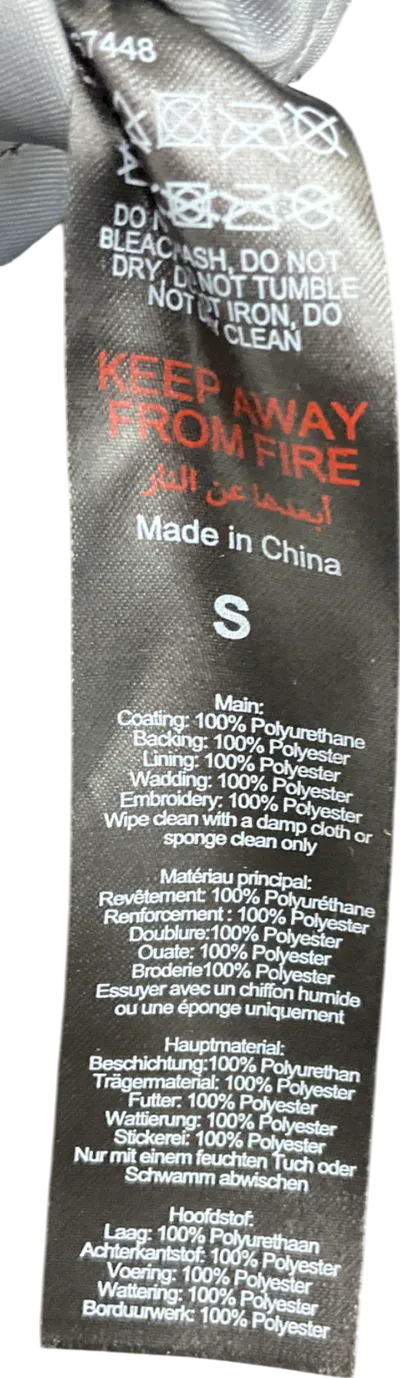 7448
DO N
BLEACH ASH, DO NOT
DRY, D NOT TUMBLE
NOT IRON, DO
CLEAN
KEEP AWAY
FROM FIRE
أبعدها عن النار
Made in China
S
Main:
Coating: 100% Polyurethane
Backing: 100% Polyester
Lining: 100% Polyester
Wadding: 100% Polyester
Embroidery: 100% Polyester
Wipe clean with a damp cloth or
sponge clean only
Matériau principal:
Revêtement: 100% Polyuréthane
Renforcement : 100% Polyester
Doublure:100% Polyester
Ouate: 100% Polyester
Broderie100% Polyester
Essuyer avec un chiffon humide
ou une éponge uniquement
Hauptmaterial:
Beschichtung:100% Polyurethan
Trägermaterial: 100% Polyester
Futter: 100% Polyester
Wattierung: 100% Polyester
Stickerei: 100% Polyester
Nur mit einem feuchten Tuch oder
Schwamm abwischen
Hoofdstof:
Laag: 100% Polyurethaan
Achterkantstof: 100% Polyester
Voering: 100% Polyester
Wattering: 100% Polyester
Borduurwerk: 100% Polyester